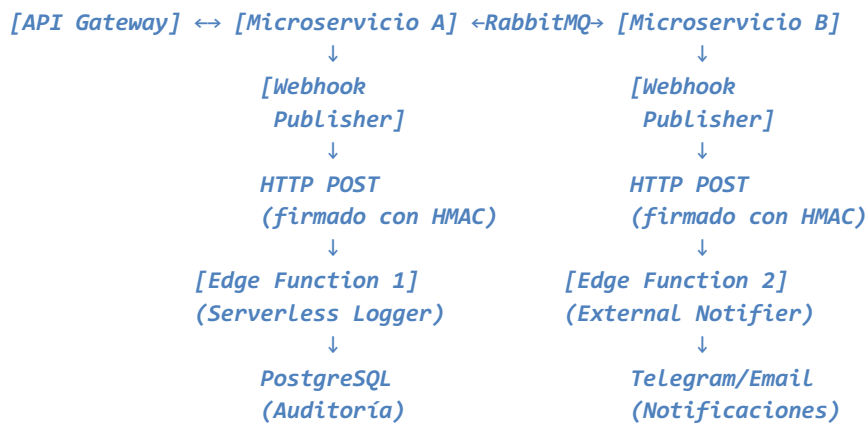 [API Gateway] ↔ [Microservicio A] ←RabbitMQ→ [Microservicio B]
↓ ↓
[Webhook [Webhook
Publisher] Publisher]
↓ ↓
HTTP POST HTTP POST
(firmado con HMAC) (firmado con HMAC)
↓ ↓
[Edge Function 1] [Edge Function 2]
(Serverless Logger) (External Notifier)
↓ ↓
PostgreSQL Telegram/Email
(Auditoría) (Notificaciones)